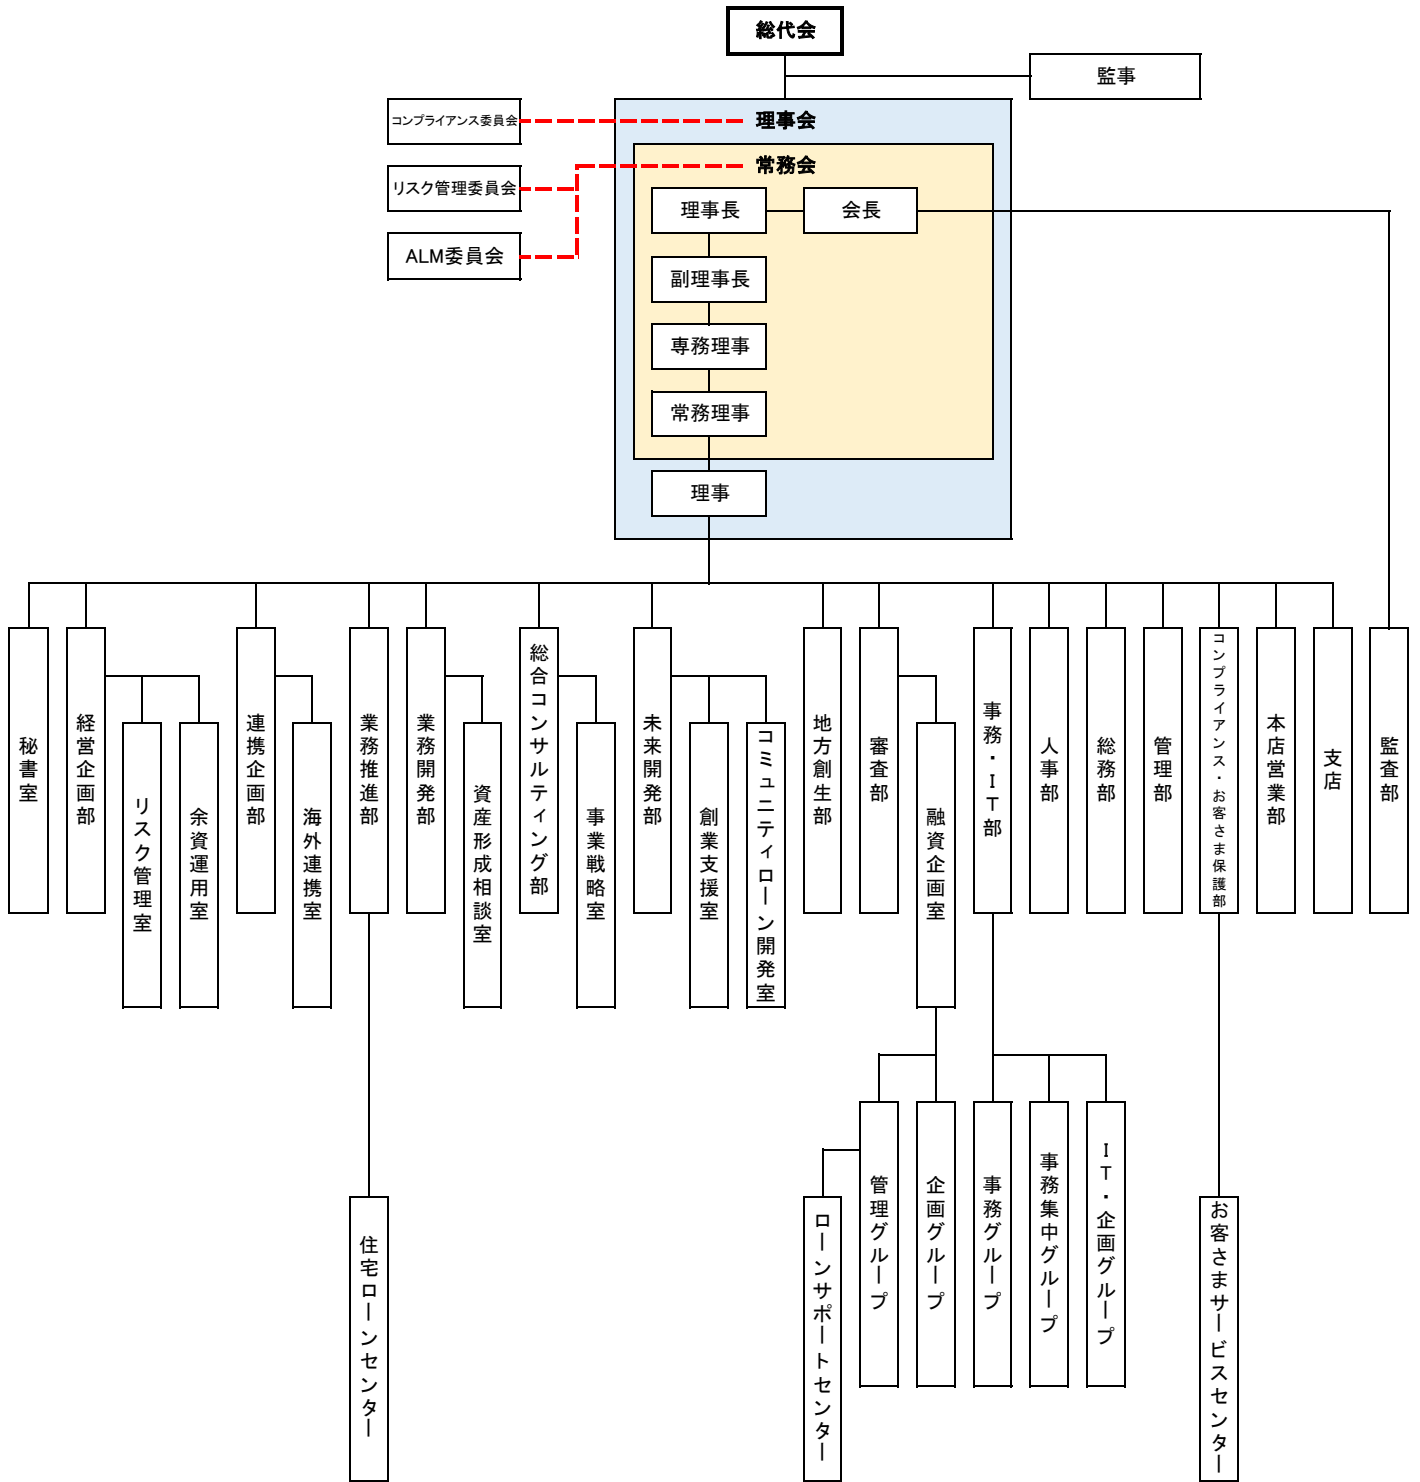 総代会
監事
コンプライアンス委員会
理事会
常務会
リスク管理委員会
理事長
会長
ALM委員会
副理事長
専務理事
常務理事
理事
秘書室
経営企画部
リスク管理室
余資運用室
連携企画部
海外連携室
業務推進部
業務開発部
資産形成相談室
総合コンサルティング部
事業戦略室
未来開発部
創業支援室
コミュニティローン開発室
地方創生部
審査部
融資企画室
事務・IT部
人事部
総務部
管理部
コンプライアンス・お客さま保護部
本店営業部
支店
監査部
住宅ローンセンター
ローンサポートセンター
管理グループ
企画グループ
事務グループ
事務集中グループ
IT・企画グループ
お客さまサービスセンター